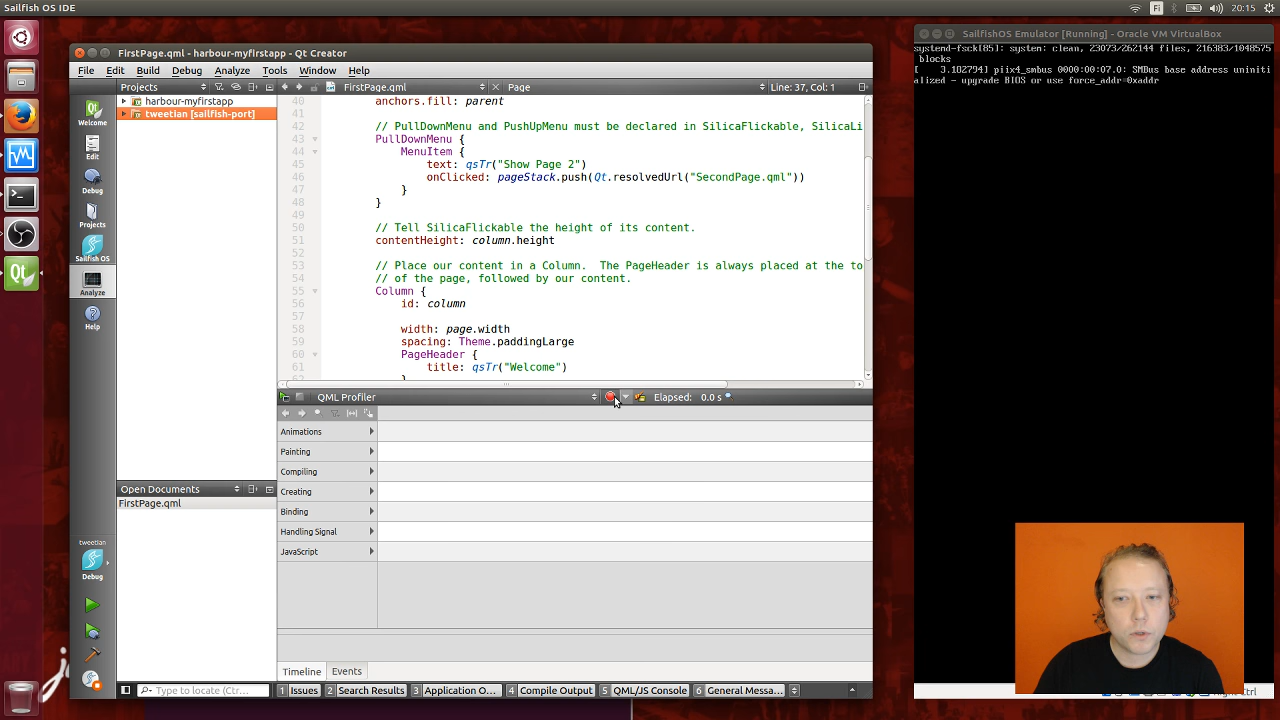 Sailfish OS IDE
Fi
20:15
FirstPage.qml - harbour-myfirstapp - Qt Creator
File Edit Build Debug Analyze Tools Window Help
Projects
FirstPage.qml
Page
Line: 37, Col: 1
harbour-myfirstapp
tweetian [sailfish-port]
Welcome
Edit
Debug
Projects
Sailfish OS
Analyze
Help
40 anchors.fill: parent
41
42 // PullDownMenu and PushUpMenu must be declared in SilicaFlickable, SilicaLi
43 PullDownMenu {
44 MenuItem {
45 text: qsTr("Show Page 2")
46 onClicked: pageStack.push(Qt.resolvedUrl("SecondPage.qml"))
47 }
48 }
49
50 // Tell SilicaFlickable the height of its content.
51 contentHeight: column.height
52
53 // Place our content in a Column.  The PageHeader is always placed at the to
54 // of the page, followed by our content.
55 Column {
56 id: column
57
58 width: page.width
59 spacing: Theme.paddingLarge
60 PageHeader {
61 title: qsTr("Welcome")
62 }
QML Profiler
Elapsed: 0.0 s
Animations
Painting
Compiling
Creating
Binding
Handling Signal
JavaScript
Open Documents
FirstPage.qml
tweetian
Debug
Timeline Events
Type to locate (Ctr...
1 Issues 2 Search Results 3 Application O... 4 Compile Output 5 QML/JS Console 6 General Messa...
SailfishOS Emulator [Running] - Oracle VM VirtualBox
systemd-fsck[85]: system: clean, 23073/262144 files, 216383/1048575
blocks
[ 3.102794] piix4_smbus 0000:00:07.0: SMBus base address uniniti
alized - upgrade BIOS or use force_addr=0xaddr
Right Ctrl